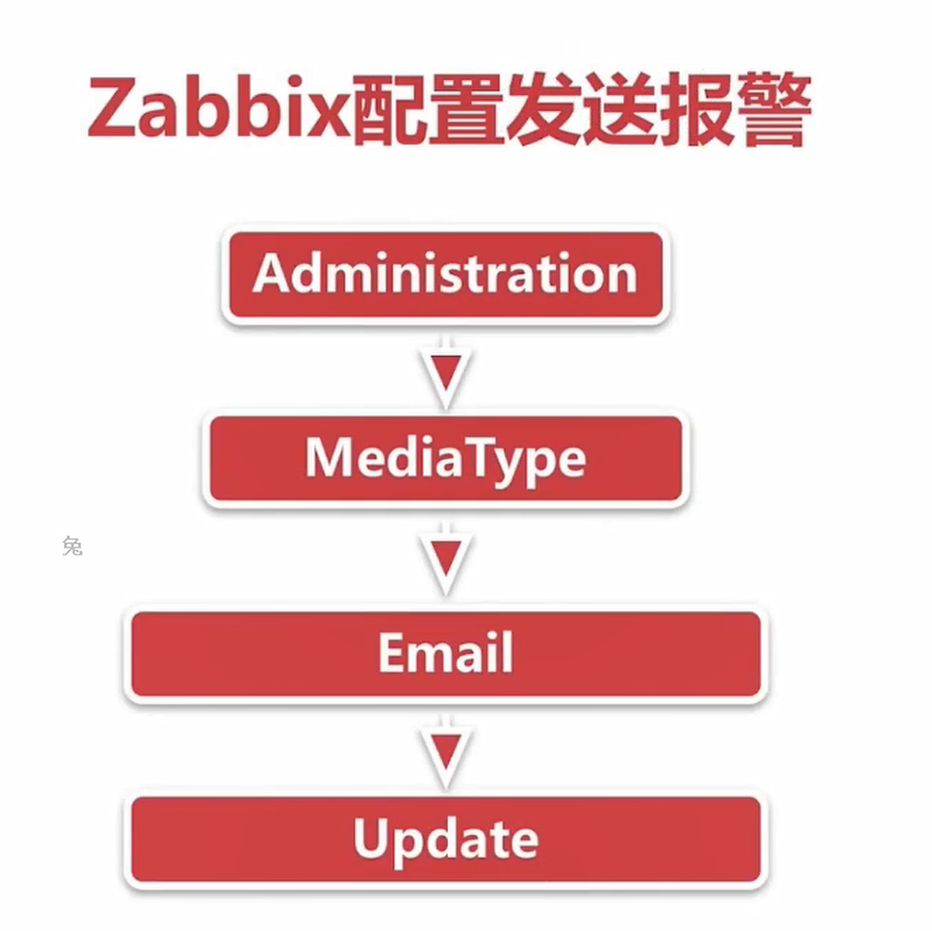 Zabbix配置发送报警
Administration
MediaType
兔
Email
Update